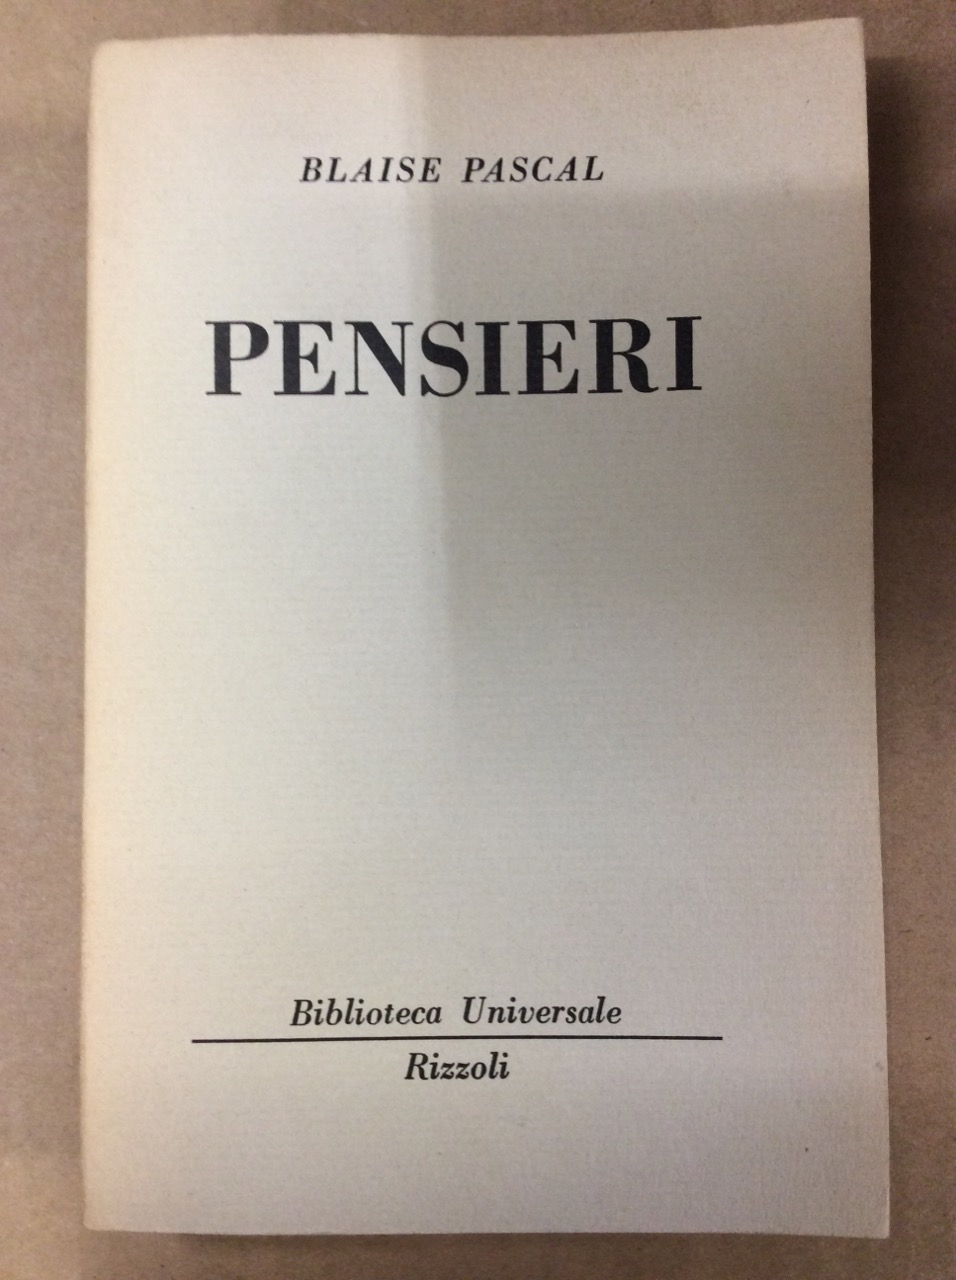 BLAISE PASCAL
PENSIERI
Biblioteca Universale
Rizzoli